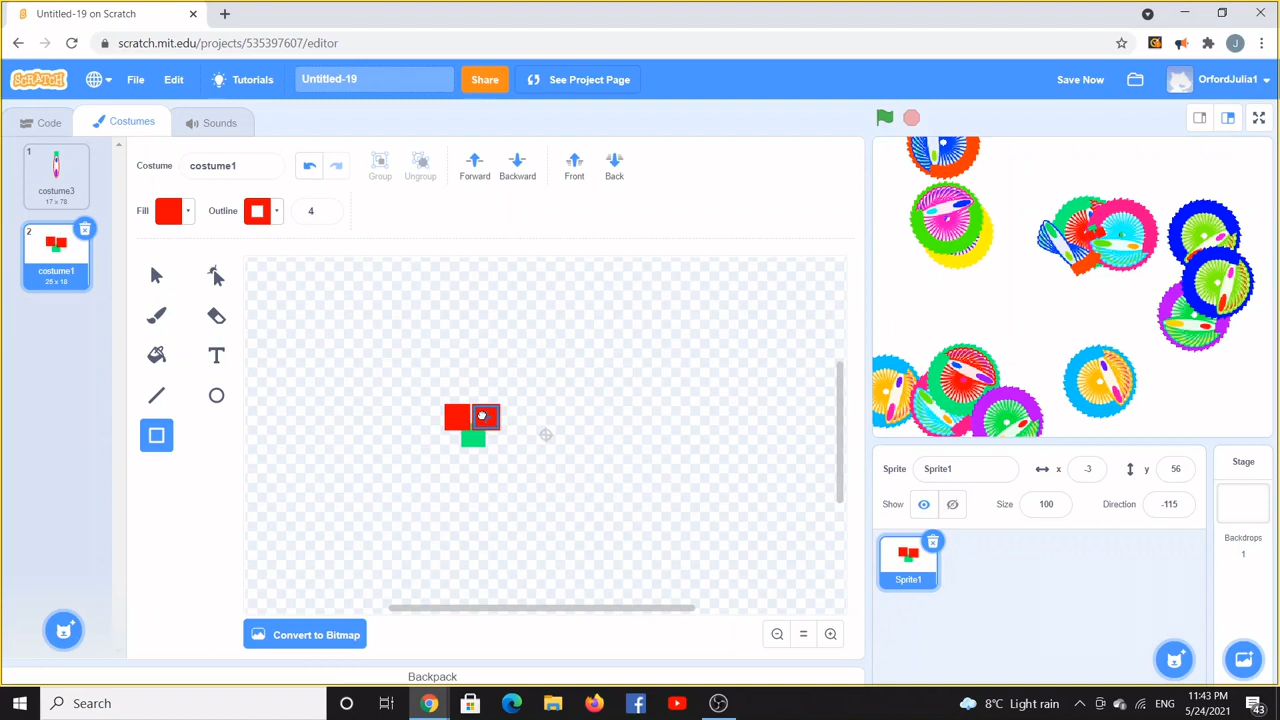 Untitled-19 on Scratch
scratch.mit.edu/projects/535397607/editor
SCRATCH
File
Edit
Tutorials
Untitled-19
Share
See Project Page
Save Now
OrfordJulia1
Code
Costumes
Sounds
1
costume3
17 x 78
2
costume1
25 x 18
Costume
costume1
Group
Ungroup
Forward
Backward
Front
Back
Fill
Outline
4
Convert to Bitmap
Backpack
Sprite
Sprite1
x
-3
y
56
Show
Size
100
Direction
-115
Sprite1
Stage
Backdrops
1
Search
8°C Light rain
ENG
11:43 PM
5/24/2021
43